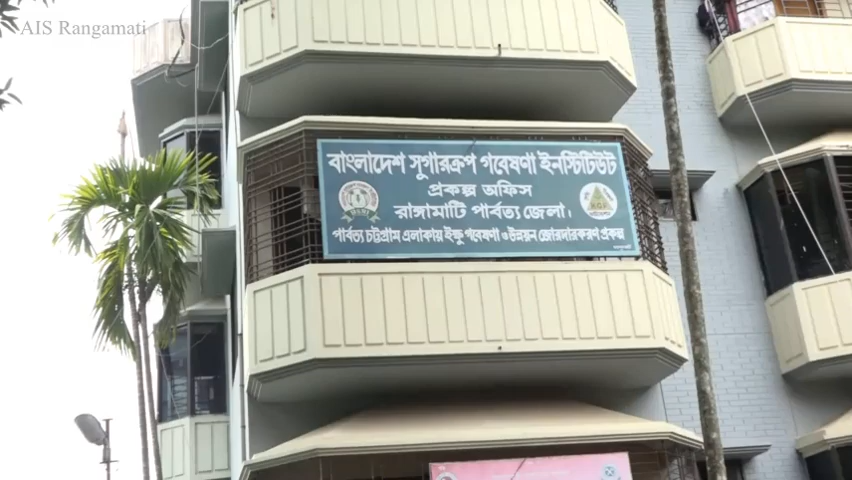 AIS Rangamati
বাংলাদেশ সুগারক্রপ গবেষণা ইনস্টিটিউট
প্রকল্প অফিস
রাঙ্গামাটি পার্বত্য জেলা।
পার্বত্য চট্টগ্রাম এলাকায় ইক্ষু গবেষণা ও উন্নয়ন জোরদারকরণ প্রকল্প